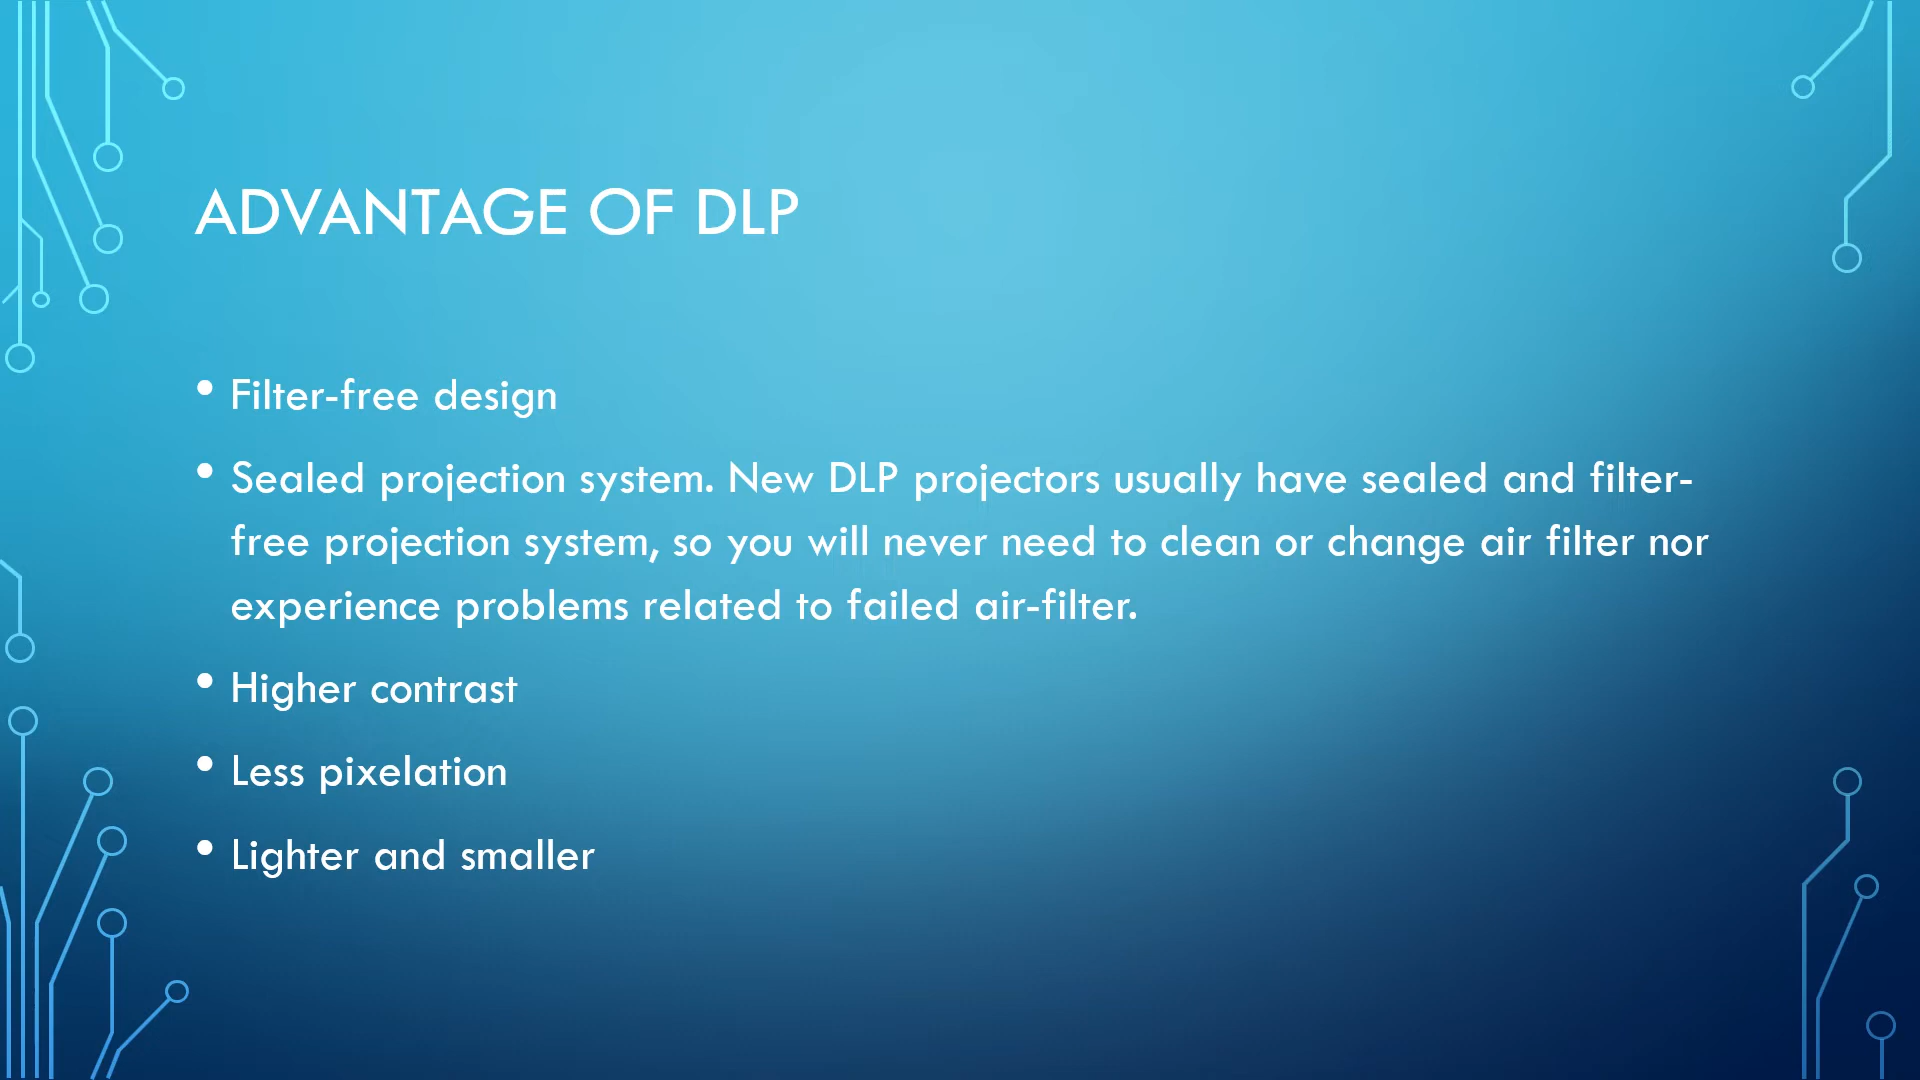 ADVANTAGE OF DLP
• Filter-free design
• Sealed projection system. New DLP projectors usually have sealed and filter-
free projection system, so you will never need to clean or change air filter nor
experience problems related to failed air-filter.
• Higher contrast
• Less pixelation
• Lighter and smaller